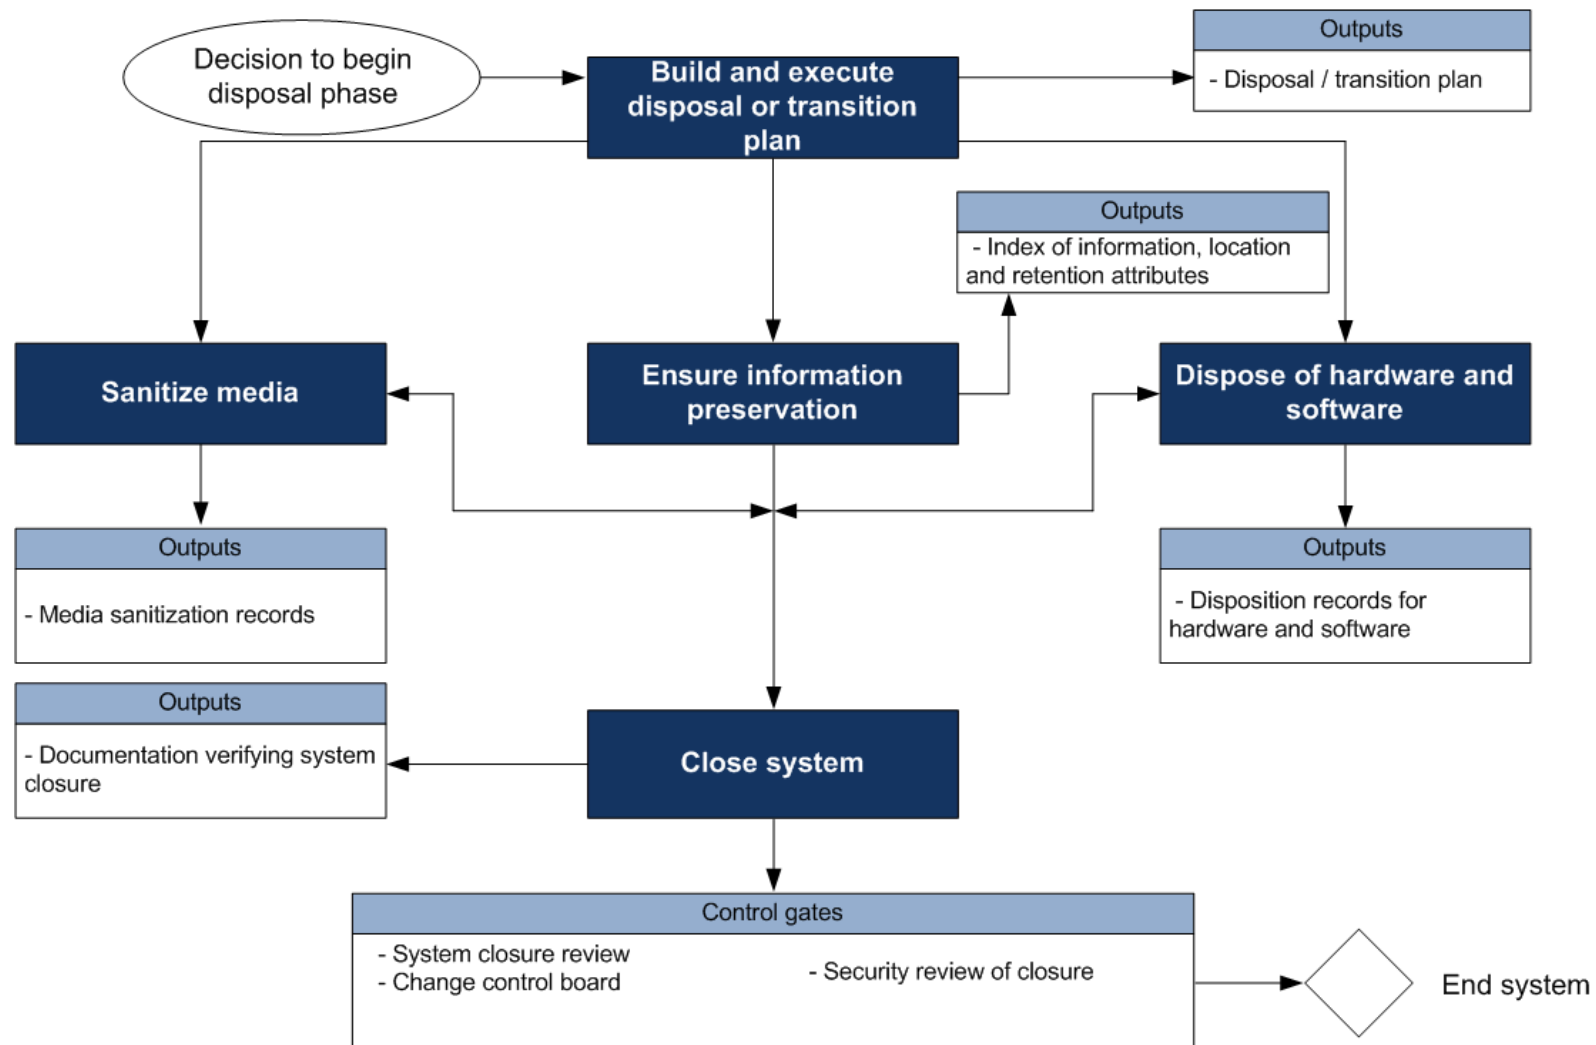 Decision to begin
disposal phase
Build and execute
disposal or transition
plan
Outputs
- Disposal / transition plan
Outputs
- Index of information, location
and retention attributes
Sanitize media
Ensure information
preservation
Dispose of hardware and
software
Outputs
- Media sanitization records
Outputs
- Disposition records for
hardware and software
Outputs
- Documentation verifying system
closure
Close system
Control gates
- System closure review
- Change control board
- Security review of closure
End system